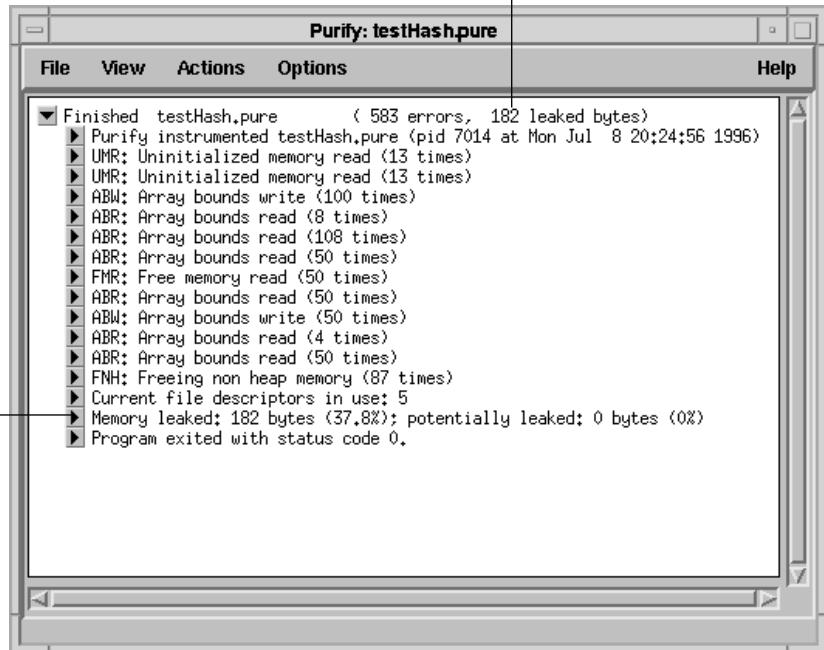 Purify: testHash.pure
File View Actions Options Help
Finished testHash.pure ( 583 errors, 182 leaked bytes)
Purify instrumented testHash.pure (pid 7014 at Mon Jul 8 20:24:56 1996)
UMR: Uninitialized memory read (13 times)
UMR: Uninitialized memory read (13 times)
ABW: Array bounds write (100 times)
ABR: Array bounds read (8 times)
ABR: Array bounds read (108 times)
ABR: Array bounds read (50 times)
FMR: Free memory read (50 times)
ABR: Array bounds read (50 times)
ABW: Array bounds write (50 times)
ABR: Array bounds read (4 times)
ABR: Array bounds read (50 times)
FNH: Freeing non heap memory (87 times)
Current file descriptors in use: 5
Memory leaked: 182 bytes (37.8%); potentially leaked: 0 bytes (0%)
Program exited with status code 0.